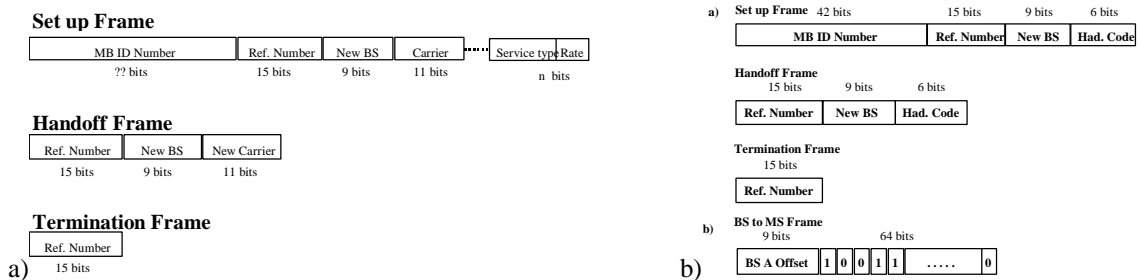 Set up Frame
MB ID Number Ref. Number New BS Carrier Service type Rate
?? bits 15 bits 9 bits 11 bits n bits
Handoff Frame
Ref. Number New BS New Carrier
15 bits 9 bits 11 bits
Termination Frame
Ref. Number
15 bits
a)
a) Set up Frame 42 bits 15 bits 9 bits 6 bits
MB ID Number Ref. Number New BS Had. Code
Handoff Frame
15 bits 9 bits 6 bits
Ref. Number New BS Had. Code
Termination Frame
15 bits
Ref. Number
b) BS to MS Frame
9 bits 64 bits
BS A Offset 1 0 0 1 1 ..... 0
b)